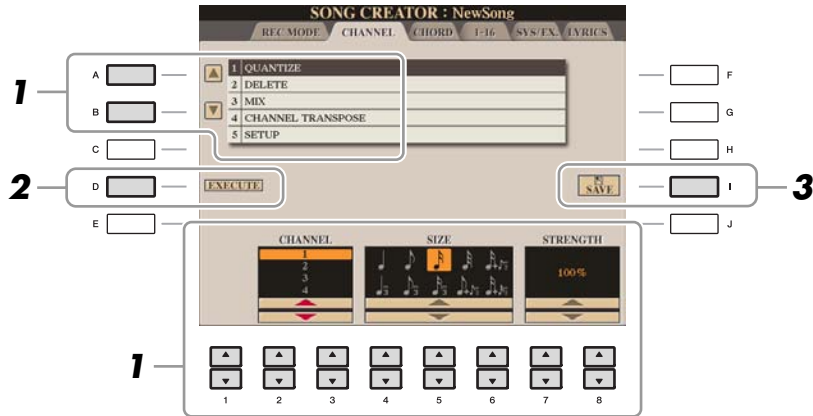 SONG CREATOR : NewSong
REC MODE CHANNEL CHORD 1-16 SYS/EX. LYRICS
1
A
B
C
1 QUANTIZE
2 DELETE
3 MIX
4 CHANNEL TRANSPOSE
5 SETUP
F
G
H
2
D
EXECUTE
SAVE
I
3
E
J
CHANNEL SIZE STRENGTH
1
2
3
4
100%
1
1 2 3 4 5 6 7 8